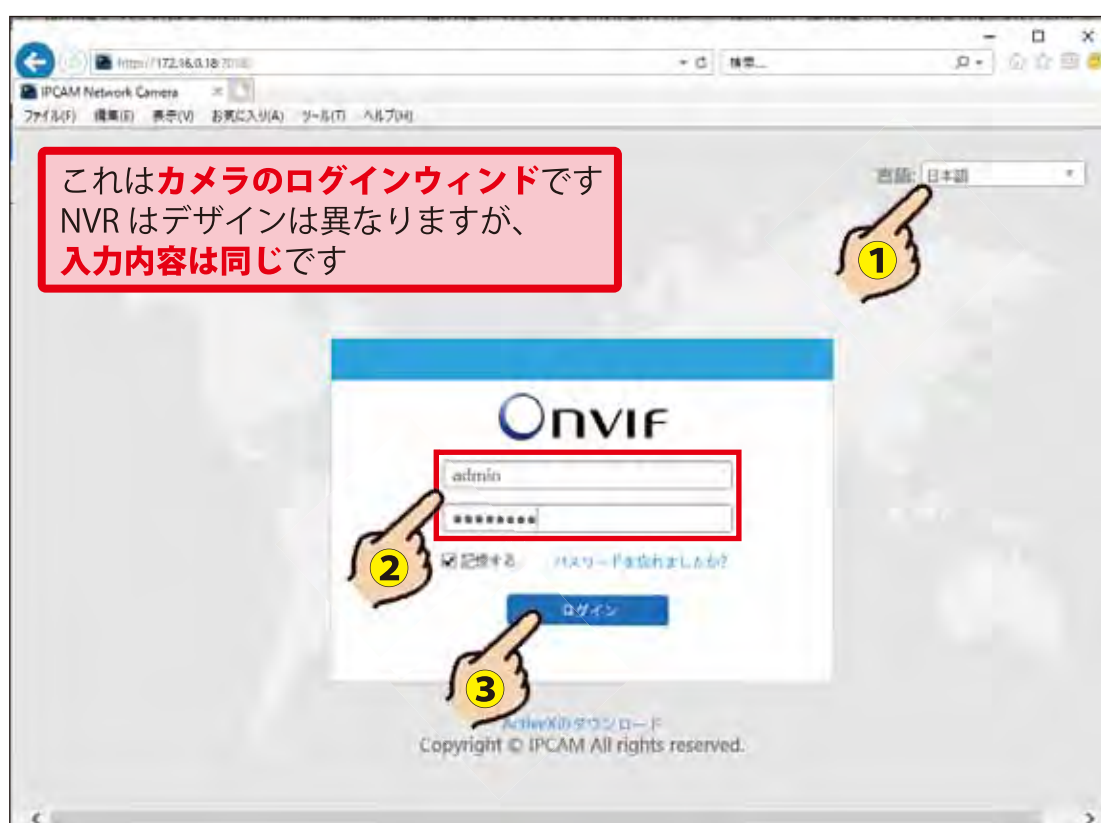 http://172.16.0.18:7018/
検索...
IPCAM Network Camera
ファイル(F) 編集(E) 表示(V) お気に入り(A) ツール(T) ヘルプ(H)
これはカメラのログインウィンドです
NVR はデザインは異なりますが、
入力内容は同じです
言語: 日本語
1
Onvif
admin
2
記憶する パスワードを忘れましたか?
ログイン
3
ActiveXのダウンロード
Copyright © IPCAM All rights reserved.